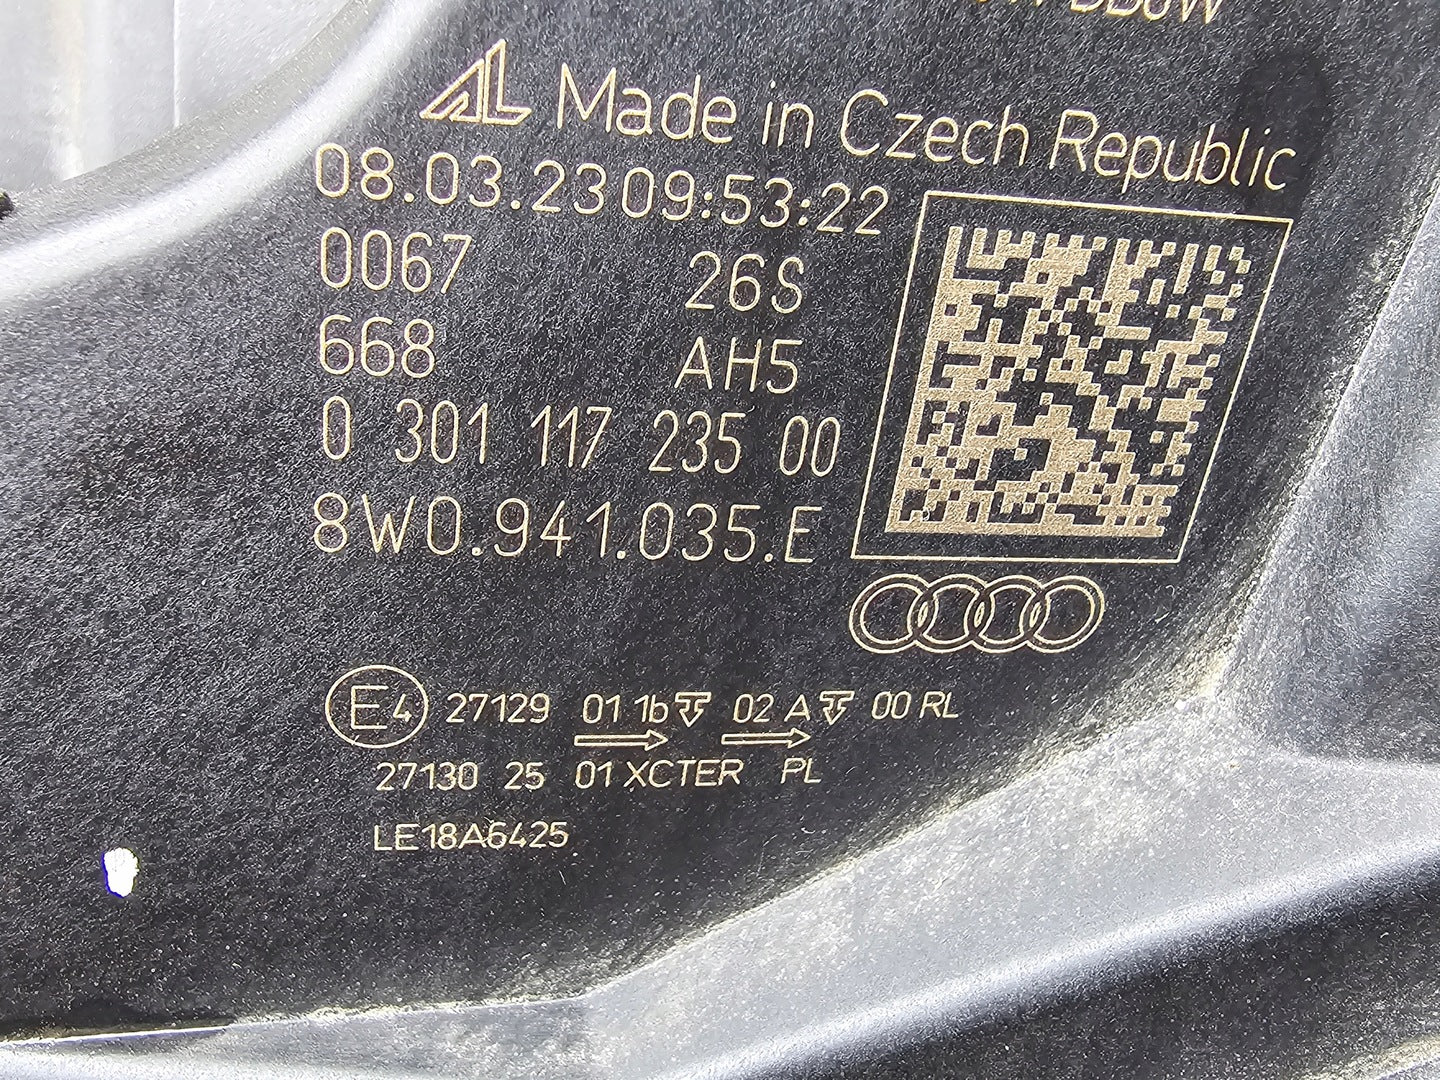 AL Made in Czech Republic
08.03.23 09:53:22
0067 26S
668 AH5
0 301 117 235 00
8W0.941.035.E
E4 27129 01 1b 02 A 00 RL
27130 25 01 XCTER PL
LE18A6425